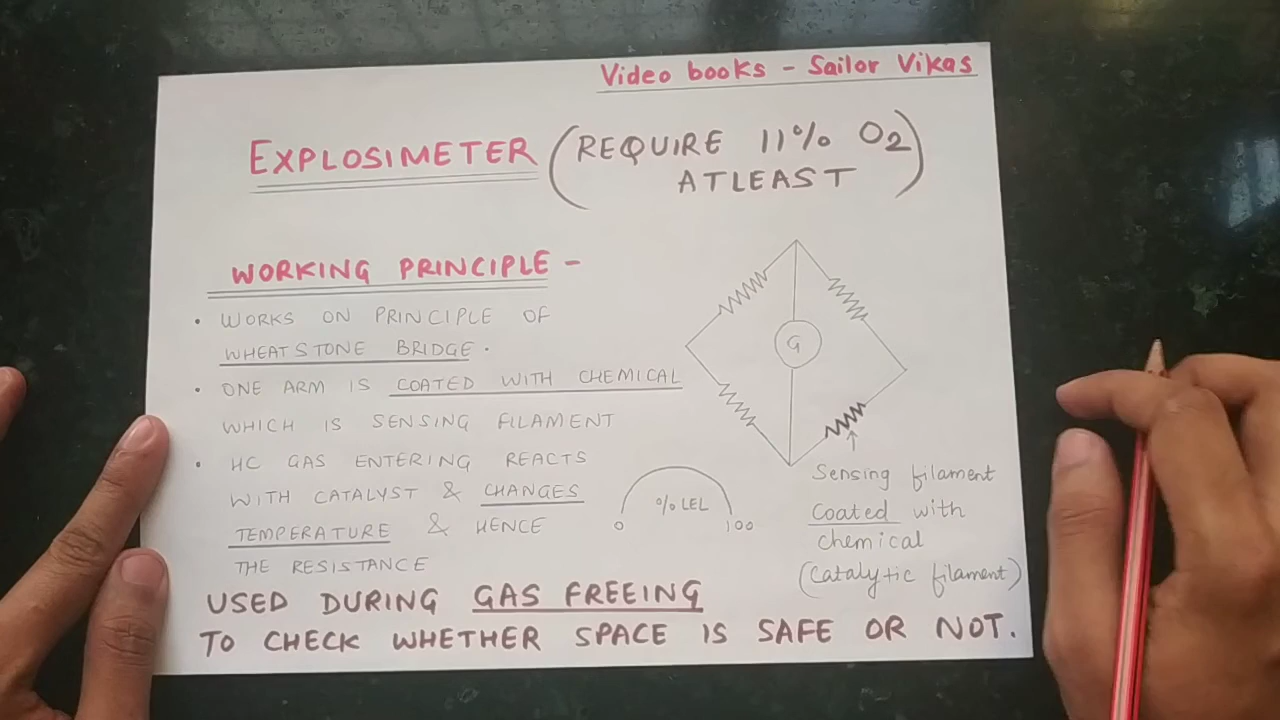 Video books - Sailor Vikas
EXPLOSIMETER (REQUIRE 11% O2
ATLEAST)
WORKING PRINCIPLE -
• WORKS ON PRINCIPLE OF
WHEATSTONE BRIDGE.
• ONE ARM IS COATED WITH CHEMICAL
WHICH IS SENSING FILAMENT
• HC GAS ENTERING REACTS
WITH CATALYST & CHANGES
TEMPERATURE & HENCE
THE RESISTANCE
G
% LEL
0 100
Sensing filament
Coated with
chemical
(Catalytic filament)
USED DURING GAS FREEING
TO CHECK WHETHER SPACE IS SAFE OR NOT.